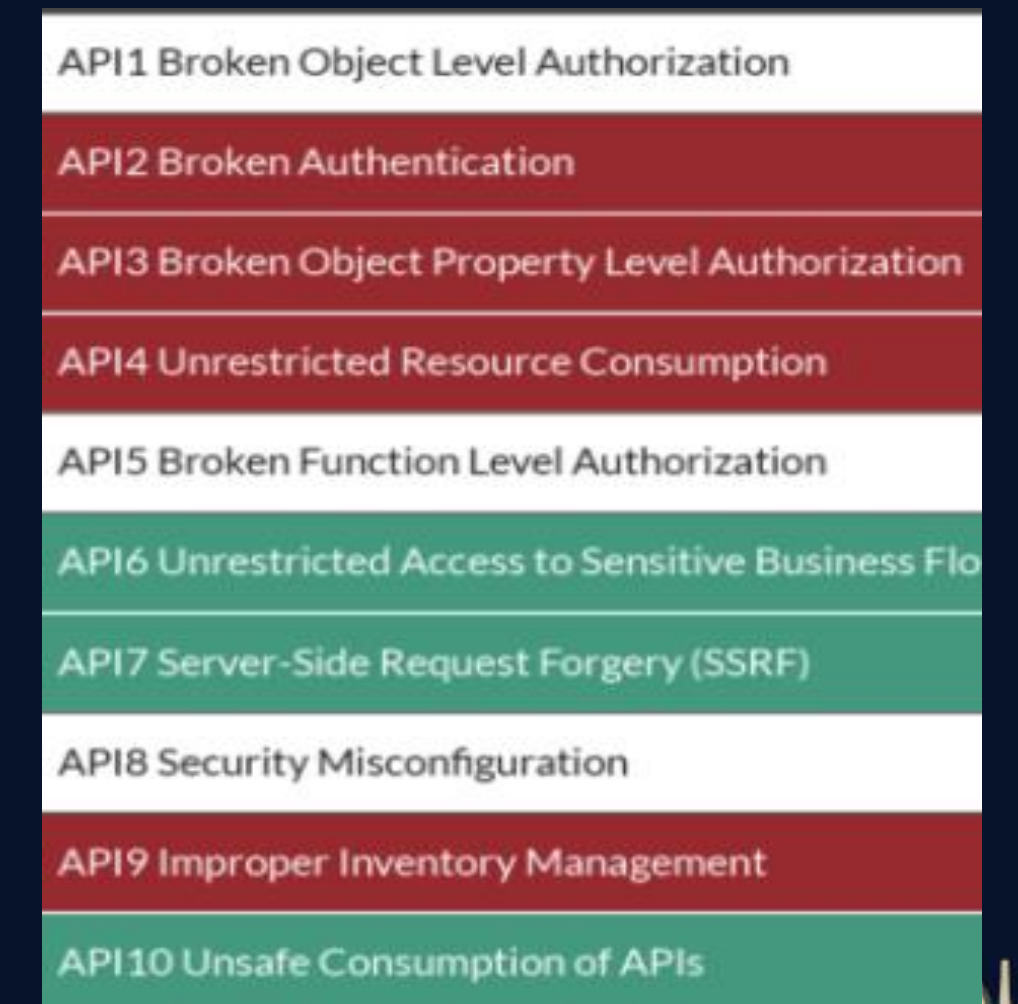 API1 Broken Object Level Authorization
API2 Broken Authentication
API3 Broken Object Property Level Authorization
API4 Unrestricted Resource Consumption
API5 Broken Function Level Authorization
API6 Unrestricted Access to Sensitive Business Flo
API7 Server-Side Request Forgery (SSRF)
API8 Security Misconfiguration
API9 Improper Inventory Management
API10 Unsafe Consumption of APIs